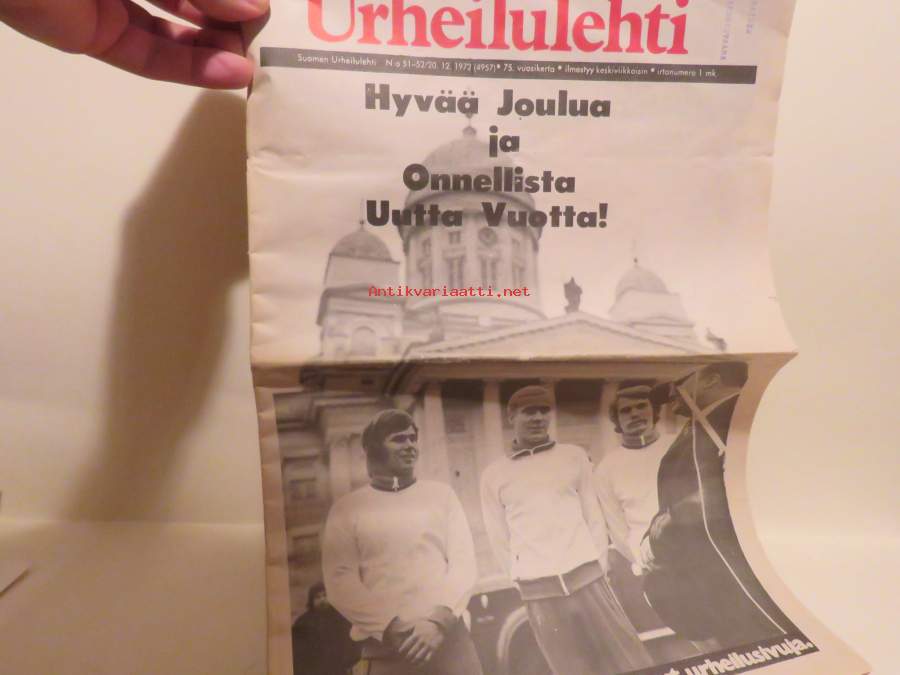 Urheilulehti
Suomen Urheilulehti N:o 51–52/20. 12. 1972 (4957) * 75. vuosikerta * ilmestyy keskiviikkoisin * irtonumero 1 mk.
Hyvää Joulua
ja
Onnellista
Uutta Vuotta!
Antikvariaatti.net
urheilusivuja.